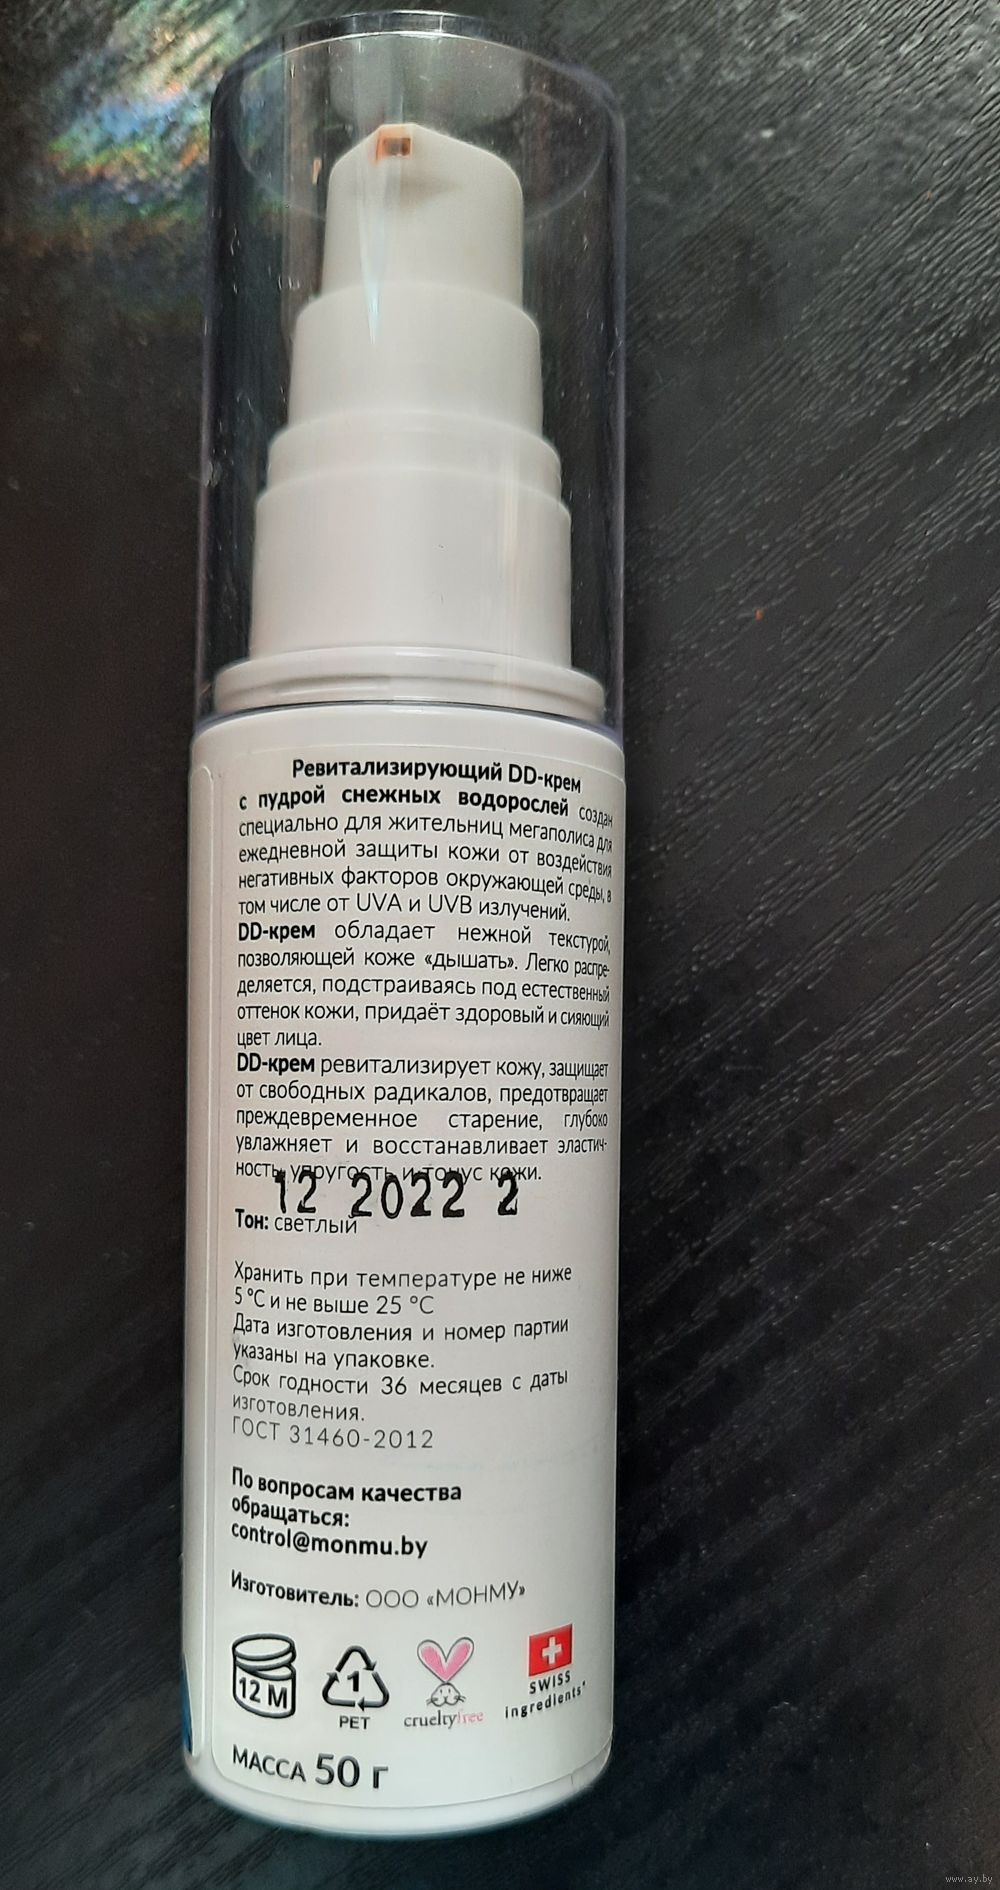 Ревитализирующий DD-крем
с пудрой снежных водорослей создан
специально для жительниц мегаполиса для
ежедневной защиты кожи от воздействия
негативных факторов окружающей среды, в
том числе от UVA и UVB излучений.
DD-крем обладает нежной текстурой,
позволяющей коже «дышать». Легко распре-
деляется, подстраиваясь под естественный
оттенок кожи, придаёт здоровый и сияющий
цвет лица.
DD-крем ревитализирует кожу, защищает
от свободных радикалов, предотвращает
преждевременное старение, глубоко
увлажняет и восстанавливает эластич-
ность, упругость и тонус кожи.
12 2022 2
Тон: светлый
Хранить при температуре не ниже
5 °C и не выше 25 °C
Дата изготовления и номер партии
указаны на упаковке.
Срок годности 36 месяцев с даты
изготовления.
ГОСТ 31460-2012
По вопросам качества
обращаться:
control@monmu.by
Изготовитель: ООО «МОНМУ»
12 M
1
PET
crueltyfree
SWISS
ingredients*
МАССА 50 г
www.ay.by